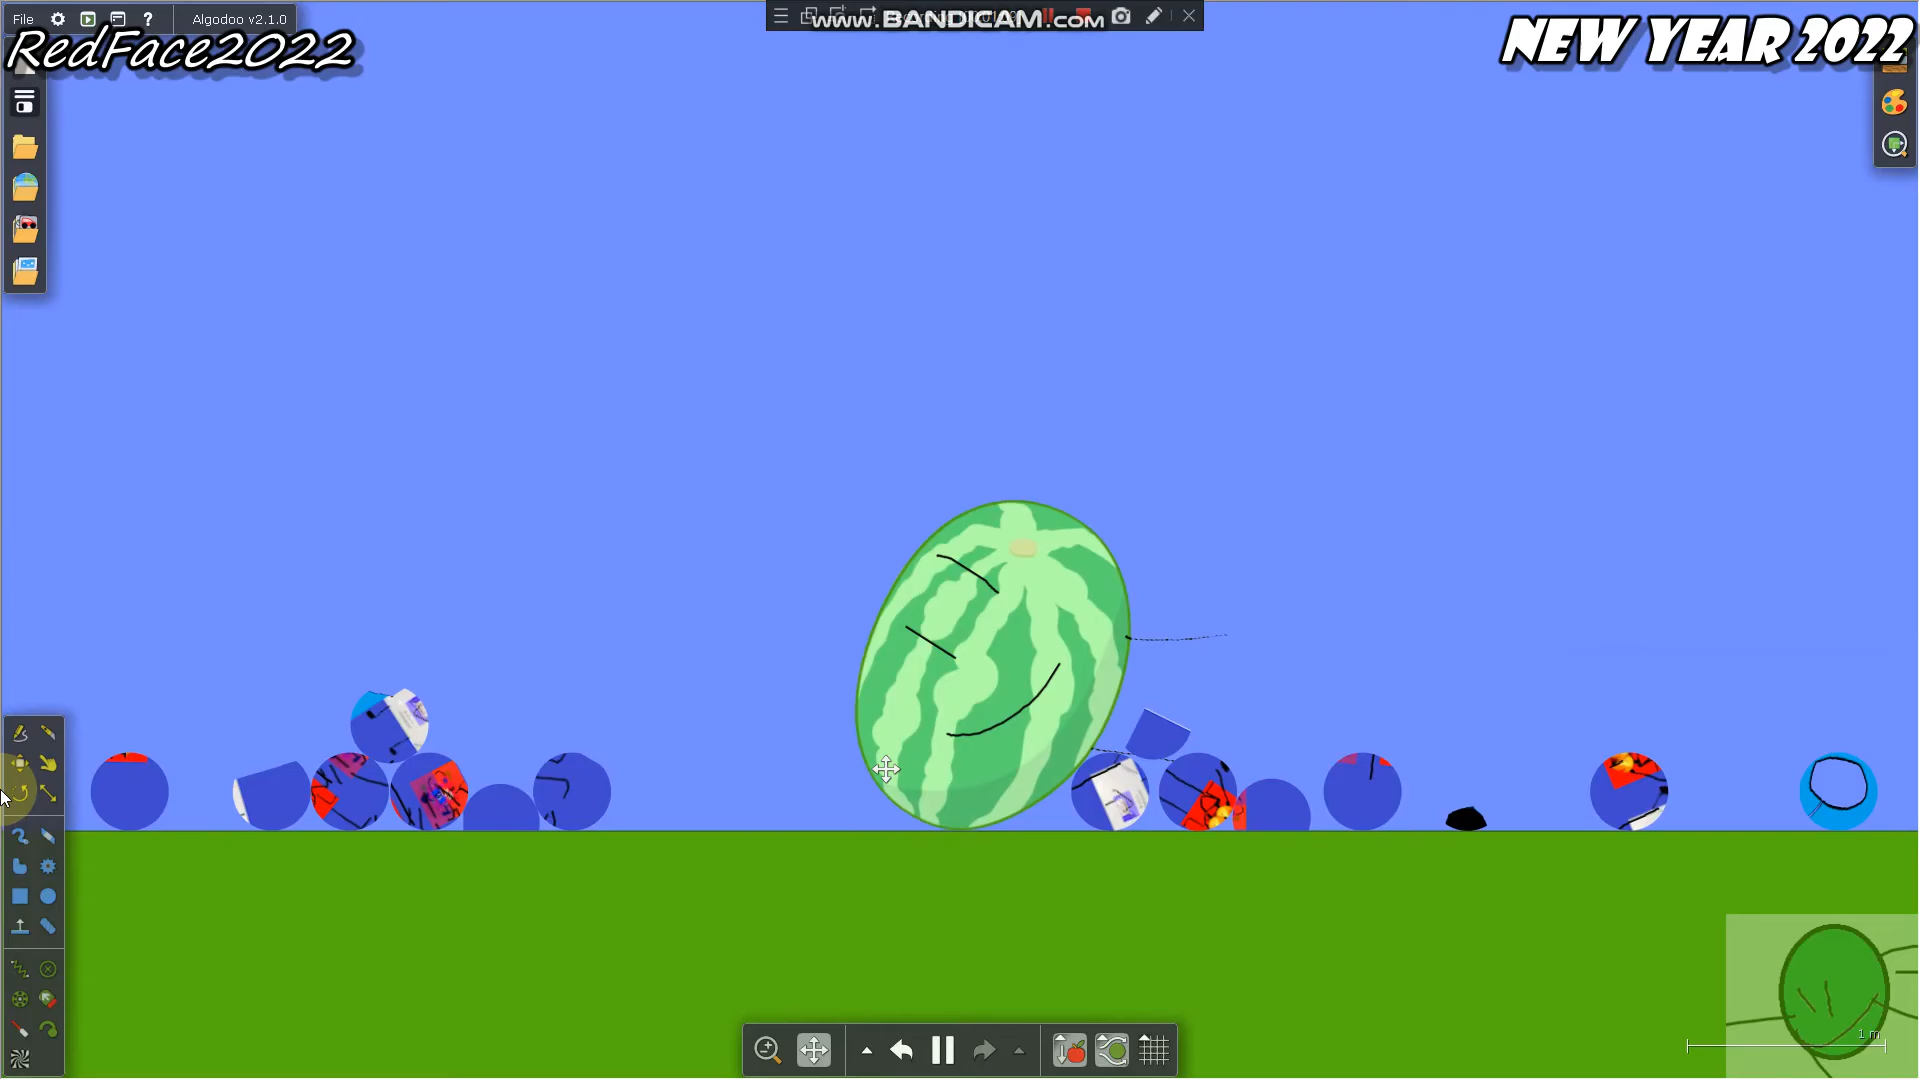 File ? Algodoo v2.1.0
www.BANDICAM.com
RedFace2022
NEW YEAR 2022
1 m